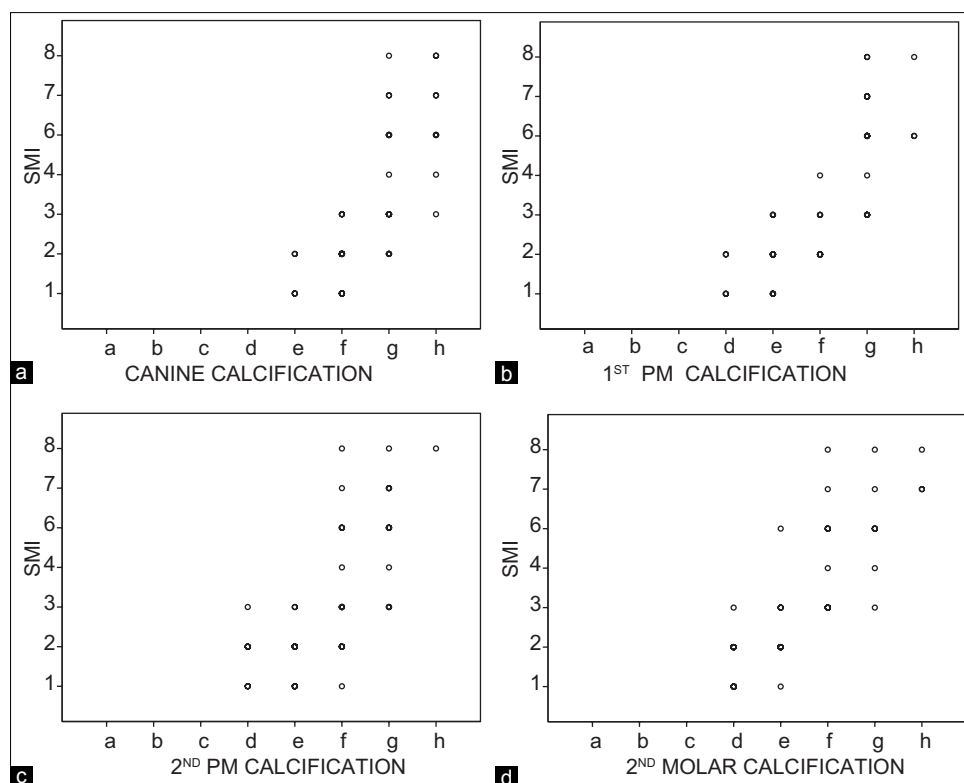 8
7
6
4
3
2
1
SMI
a b c d e f g h
a
CANINE CALCIFICATION
8
7
6
4
3
2
1
SMI
a b c d e f g h
b
1ST PM CALCIFICATION
8
7
6
4
3
2
1
SMI
a b c d e f g h
c
2ND PM CALCIFICATION
8
7
6
4
3
2
1
SMI
a b c d e f g h
d
2ND MOLAR CALCIFICATION